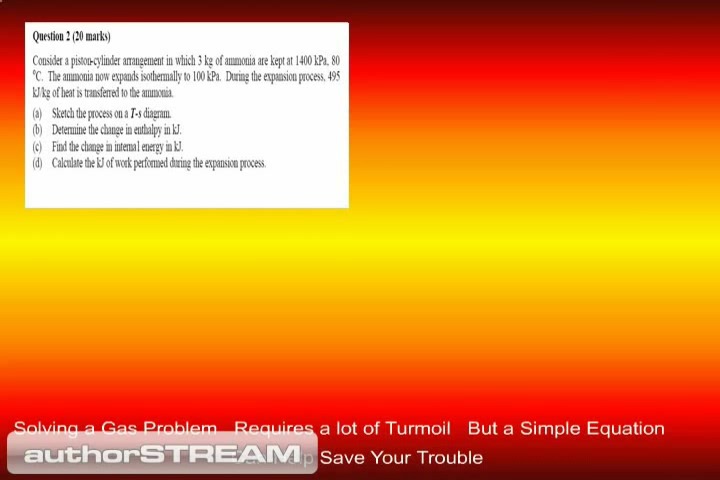 Question 2 (20 marks)
Consider a piston-cylinder arrangement in which 3 kg of ammonia are kept at 1400 kPa, 80
°C. The ammonia now expands isothermally to 100 kPa. During the expansion process, 495
kJ/kg of heat is transferred to the ammonia.
(a) Sketch the process on a T-s diagram.
(b) Determine the change in enthalpy in kJ.
(c) Find the change in internal energy in kJ.
(d) Calculate the kJ of work performed during the expansion process.
Solving a Gas Problem Requires a lot of Turmoil But a Simple Equation
Save Your Trouble
authorSTREAM